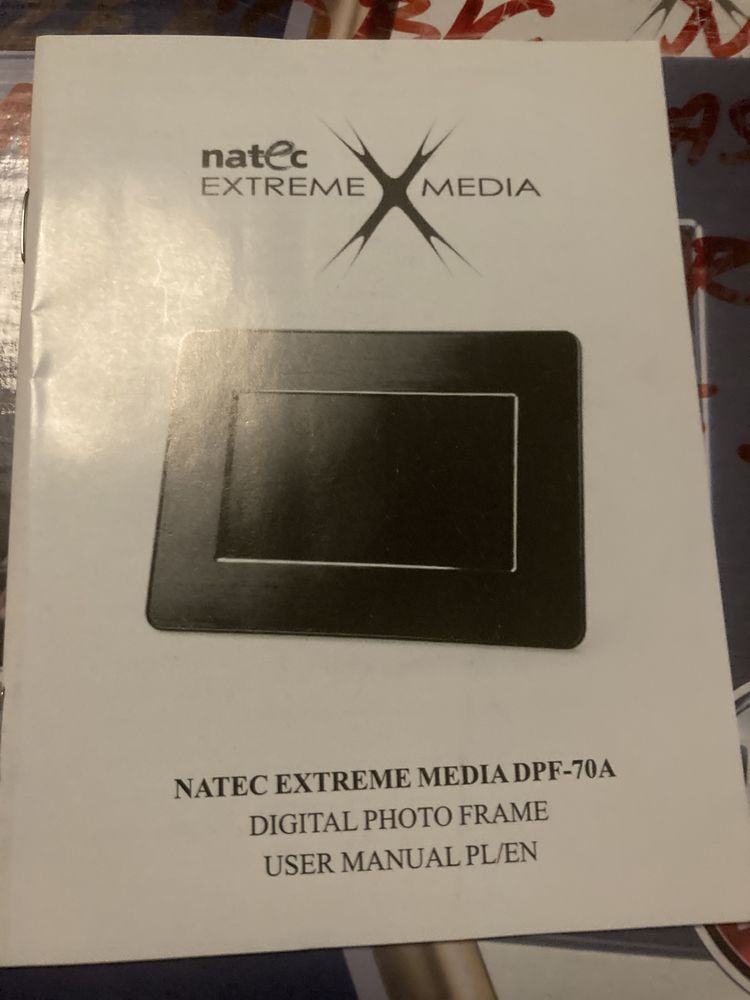 natec
EXTREME MEDIA
NATEC EXTREME MEDIA DPF-70A
DIGITAL PHOTO FRAME
USER MANUAL PL/EN